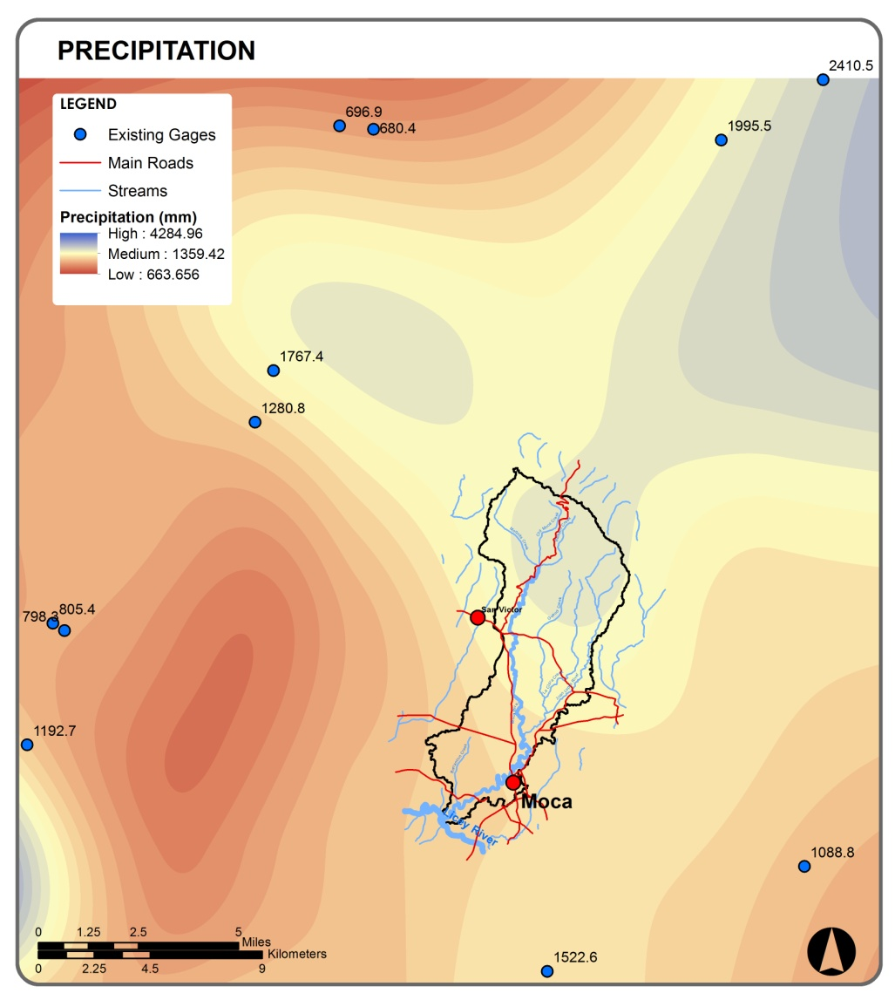 PRECIPITATION
2410.5
LEGEND
Existing Gages
Main Roads
Streams
Precipitation (mm)
High : 4284.96
Medium : 1359.42
Low : 663.656
696.9
680.4
1995.5
1767.4
1280.8
San Victor
805.4
798.3
1192.7
Moca
Licey River
1088.8
0 1.25 2.5 5
Miles
Kilometers
0 2.25 4.5 9
1522.6